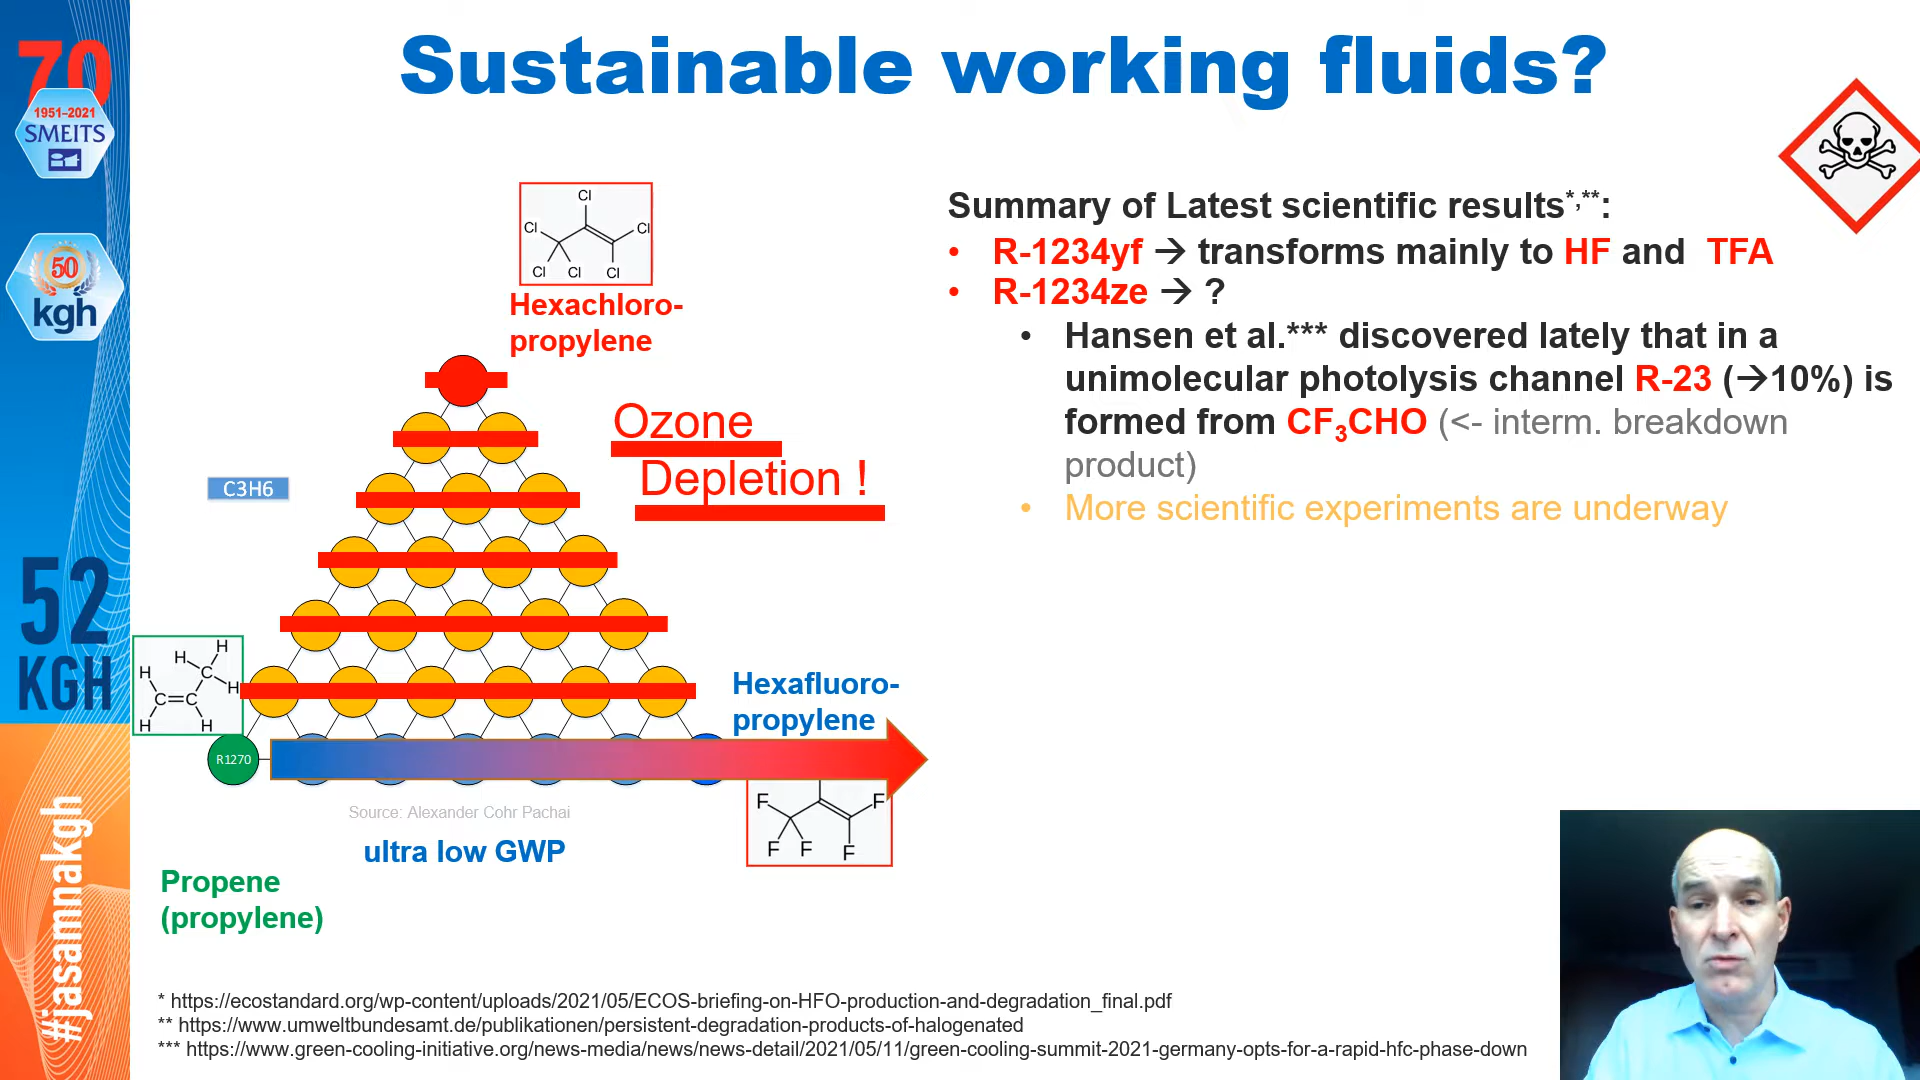 Sustainable working fluids?
70
1951–2021
SMEITS
50
kgh
52
KGH
#jasamnakgh
Cl
Cl
Cl
Cl
Cl
Cl
Hexachloro-
propylene
Ozone
Depletion !
C3H6
H
H
H
H
C
C
C
H
H
R1270
Hexafluoro-
propylene
F
F
F
F
F
Source: Alexander Cohr Pachai
ultra low GWP
Propene
(propylene)
Summary of Latest scientific results*,**:
• R-1234yf → transforms mainly to HF and TFA
• R-1234ze → ?
• Hansen et al.*** discovered lately that in a
unimolecular photolysis channel R-23 (→10%) is
formed from CF₃CHO (<- interm. breakdown
product)
• More scientific experiments are underway
* https://ecostandard.org/wp-content/uploads/2021/05/ECOS-briefing-on-HFO-production-and-degradation_final.pdf
** https://www.umweltbundesamt.de/publikationen/persistent-degradation-products-of-halogenated
*** https://www.green-cooling-initiative.org/news-media/news/news-detail/2021/05/11/green-cooling-summit-2021-germany-opts-for-a-rapid-hfc-phase-down